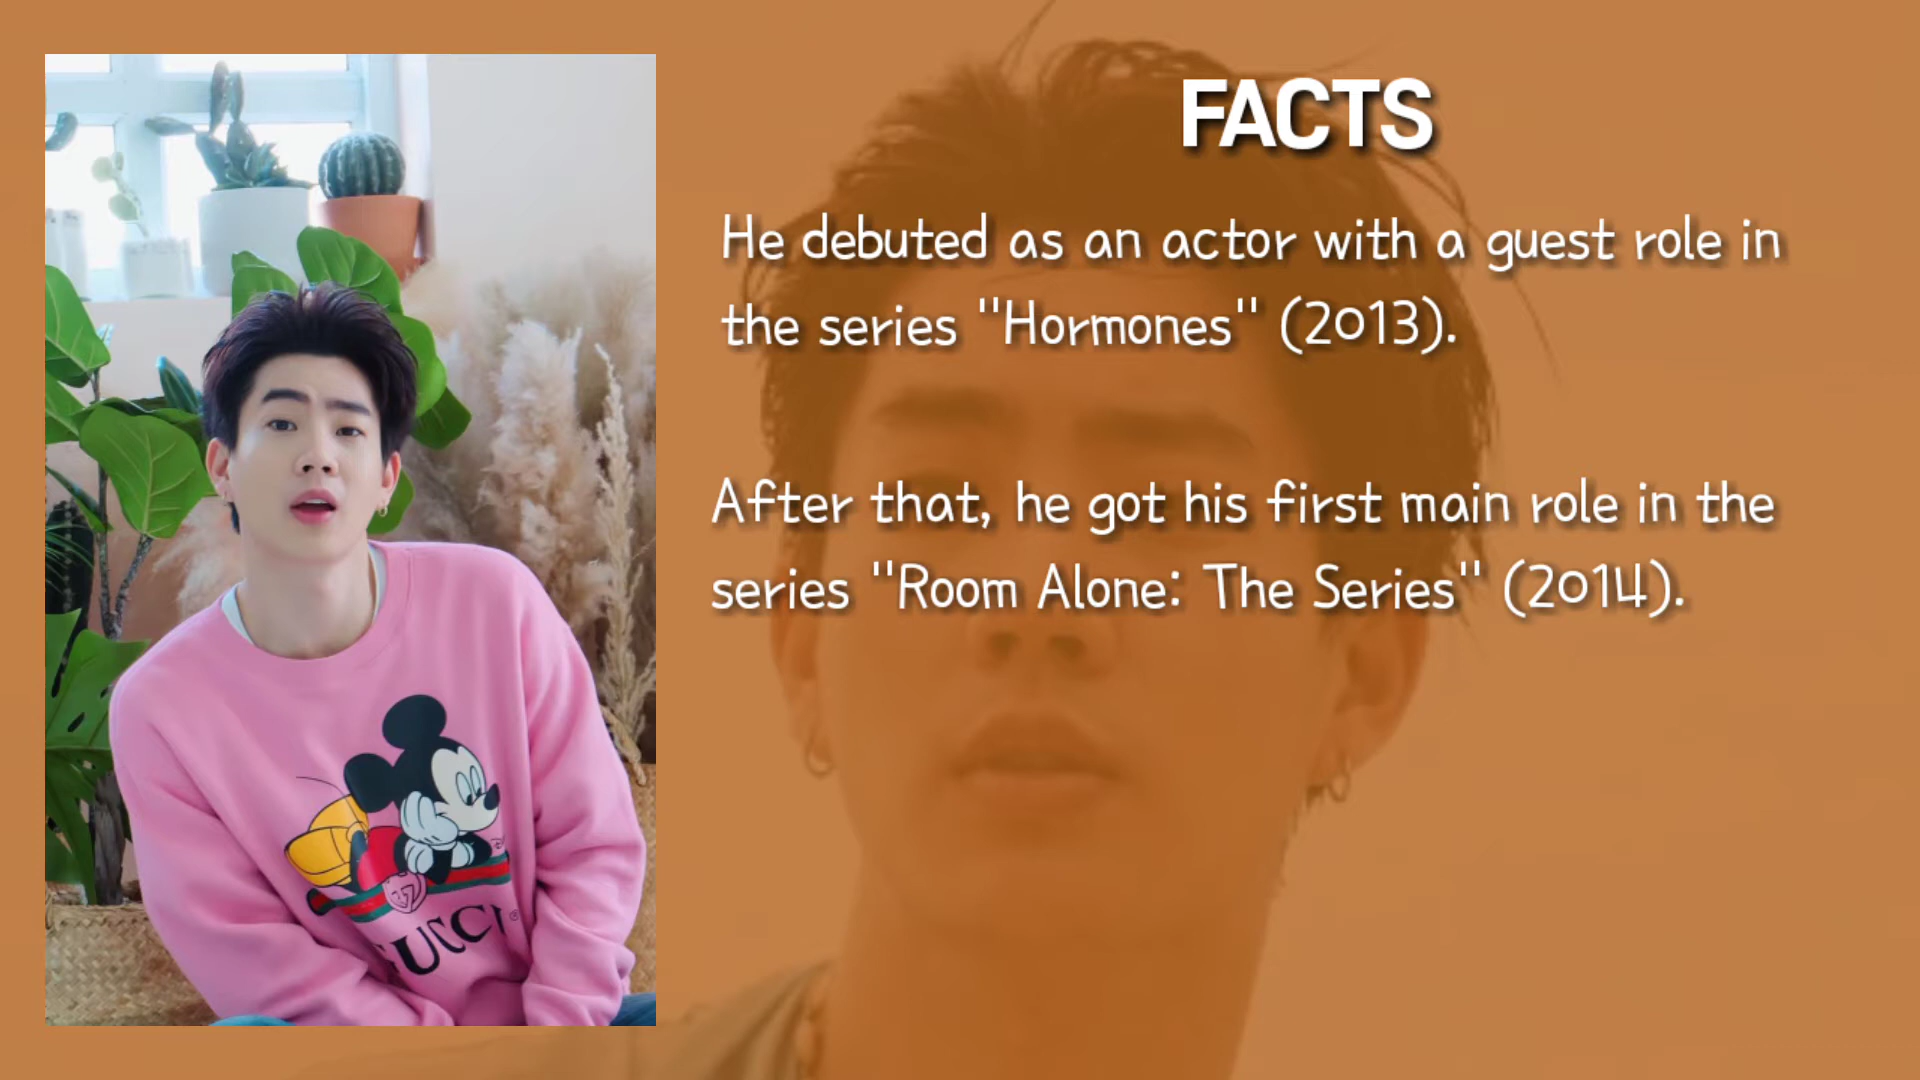 FACTS
He debuted as an actor with a guest role in
the series "Hormones" (2013).
After that, he got his first main role in the
series "Room Alone: The Series" (2014).
UCCI